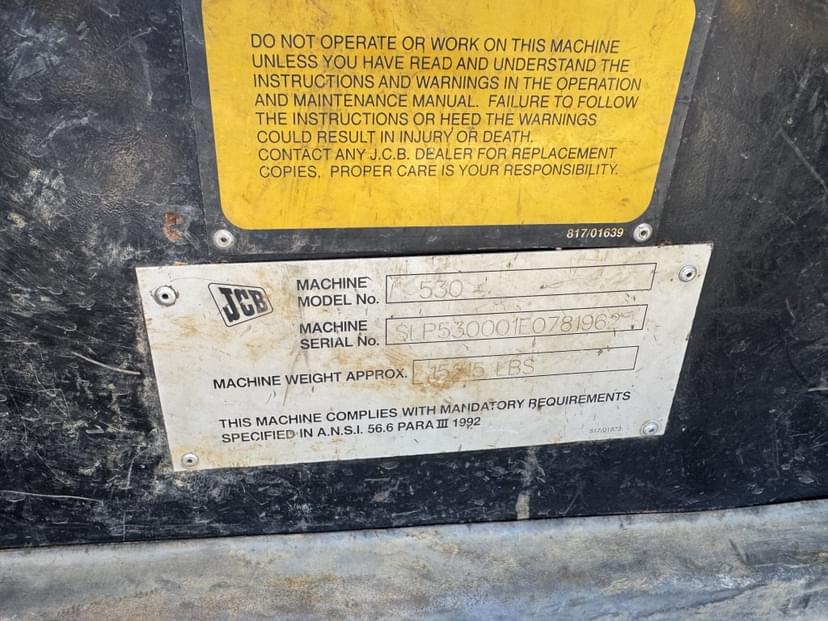 DO NOT OPERATE OR WORK ON THIS MACHINE
UNLESS YOU HAVE READ AND UNDERSTAND THE
INSTRUCTIONS AND WARNINGS IN THE OPERATION
AND MAINTENANCE MANUAL. FAILURE TO FOLLOW
THE INSTRUCTIONS OR HEED THE WARNINGS
COULD RESULT IN INJURY OR DEATH.
CONTACT ANY J.C.B. DEALER FOR REPLACEMENT
COPIES. PROPER CARE IS YOUR RESPONSIBILITY.
817/01639
JCB
MACHINE
MODEL No. 530
MACHINE
SERIAL No.
MACHINE WEIGHT APPROX. LBS
THIS MACHINE COMPLIES WITH MANDATORY REQUIREMENTS
SPECIFIED IN A.N.S.I. 56.6 PARA III 1992